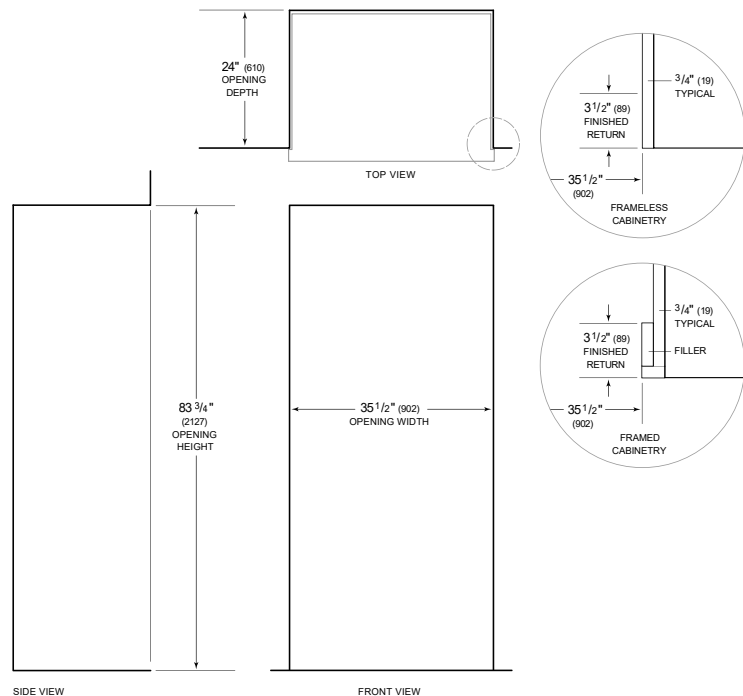 24" (610)
OPENING
DEPTH
TOP VIEW
3/4" (19)
TYPICAL
3 1/2" (89)
FINISHED
RETURN
35 1/2"
(902)
FRAMELESS
CABINETRY
3/4" (19)
TYPICAL
3 1/2" (89)
FINISHED
RETURN
FILLER
35 1/2"
(902)
FRAMED
CABINETRY
83 3/4"
(2127)
OPENING
HEIGHT
35 1/2" (902)
OPENING WIDTH
SIDE VIEW
FRONT VIEW